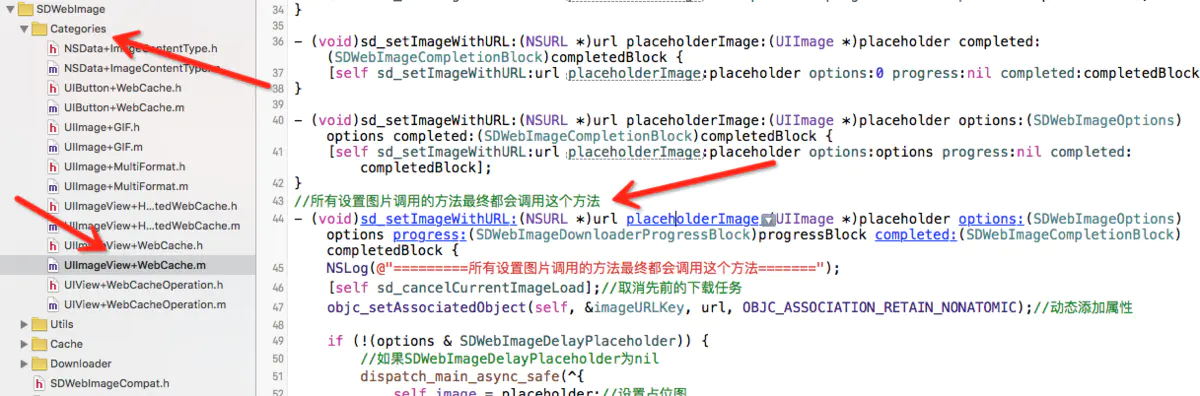 SDWebImage
Categories
NSData+ImageContentType.h
NSData+ImageContentType.
UIButton+WebCache.h
UIButton+WebCache.m
UIImage+GIF.h
UIImage+GIF.m
UIImage+MultiFormat.h
UIImage+MultiFormat.m
UIImageView+H...tedWebCache.h
UIImageView+H...tedWebCache.m
UIImageView+WebCache.h
UIImageView+WebCache.m
UIView+WebCacheOperation.h
UIView+WebCacheOperation.m
Utils
Cache
Downloader
SDWebImageCompat.h
34 }
35
36 - (void)sd_setImageWithURL:(NSURL *)url placeholderImage:(UIImage *)placeholder completed:
(SDWebImageCompletionBlock)completedBlock {
37 [self sd_setImageWithURL:url placeholderImage:placeholder options:0 progress:nil completed:completedBlock
38 }
39
40 - (void)sd_setImageWithURL:(NSURL *)url placeholderImage:(UIImage *)placeholder options:(SDWebImageOptions)
options completed:(SDWebImageCompletionBlock)completedBlock {
41 [self sd_setImageWithURL:url placeholderImage:placeholder options:options progress:nil completed:
completedBlock];
42 }
43 //所有设置图片调用的方法最终都会调用这个方法
44 - (void)sd_setImageWithURL:(NSURL *)url placeholderImage:(UIImage *)placeholder options:(SDWebImageOptions)
options progress:(SDWebImageDownloaderProgressBlock)progressBlock completed:(SDWebImageCompletionBlock)
completedBlock {
45 NSLog(@"=========所有设置图片调用的方法最终都会调用这个方法=======");
46 [self sd_cancelCurrentImageLoad];//取消先前的下载任务
47 objc_setAssociatedObject(self, &imageURLKey, url, OBJC_ASSOCIATION_RETAIN_NONATOMIC);//动态添加属性
48
49 if (!(options & SDWebImageDelayPlaceholder)) {
50 //如果SDWebImageDelayPlaceholder为nil
51 dispatch_main_async_safe(^{
52 self.image = placeholder;//设置占位图